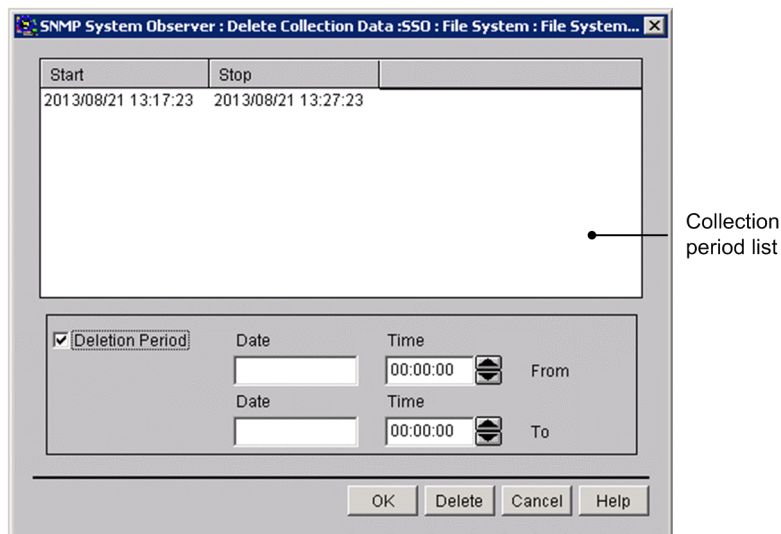 SNMP System Observer : Delete Collection Data :SSO : File System : File System...
Start Stop
2013/08/21 13:17:23 2013/08/21 13:27:23
Collection
period list
Deletion Period Date Time
00:00:00 From
Date Time
00:00:00 To
OK Delete Cancel Help